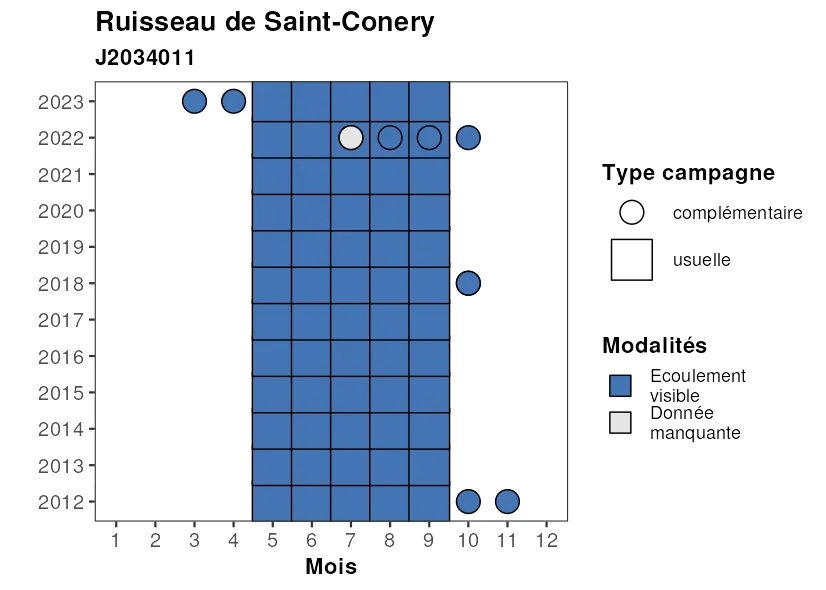 Ruisseau de Saint-Conery
J2034011
2023
2022
2021
2020
2019
2018
2017
2016
2015
2014
2013
2012
1 2 3 4 5 6 7 8 9 10 11 12
Mois
Type campagne
complémentaire
usuelle
Modalités
Ecoulement
visible
Donnée
manquante